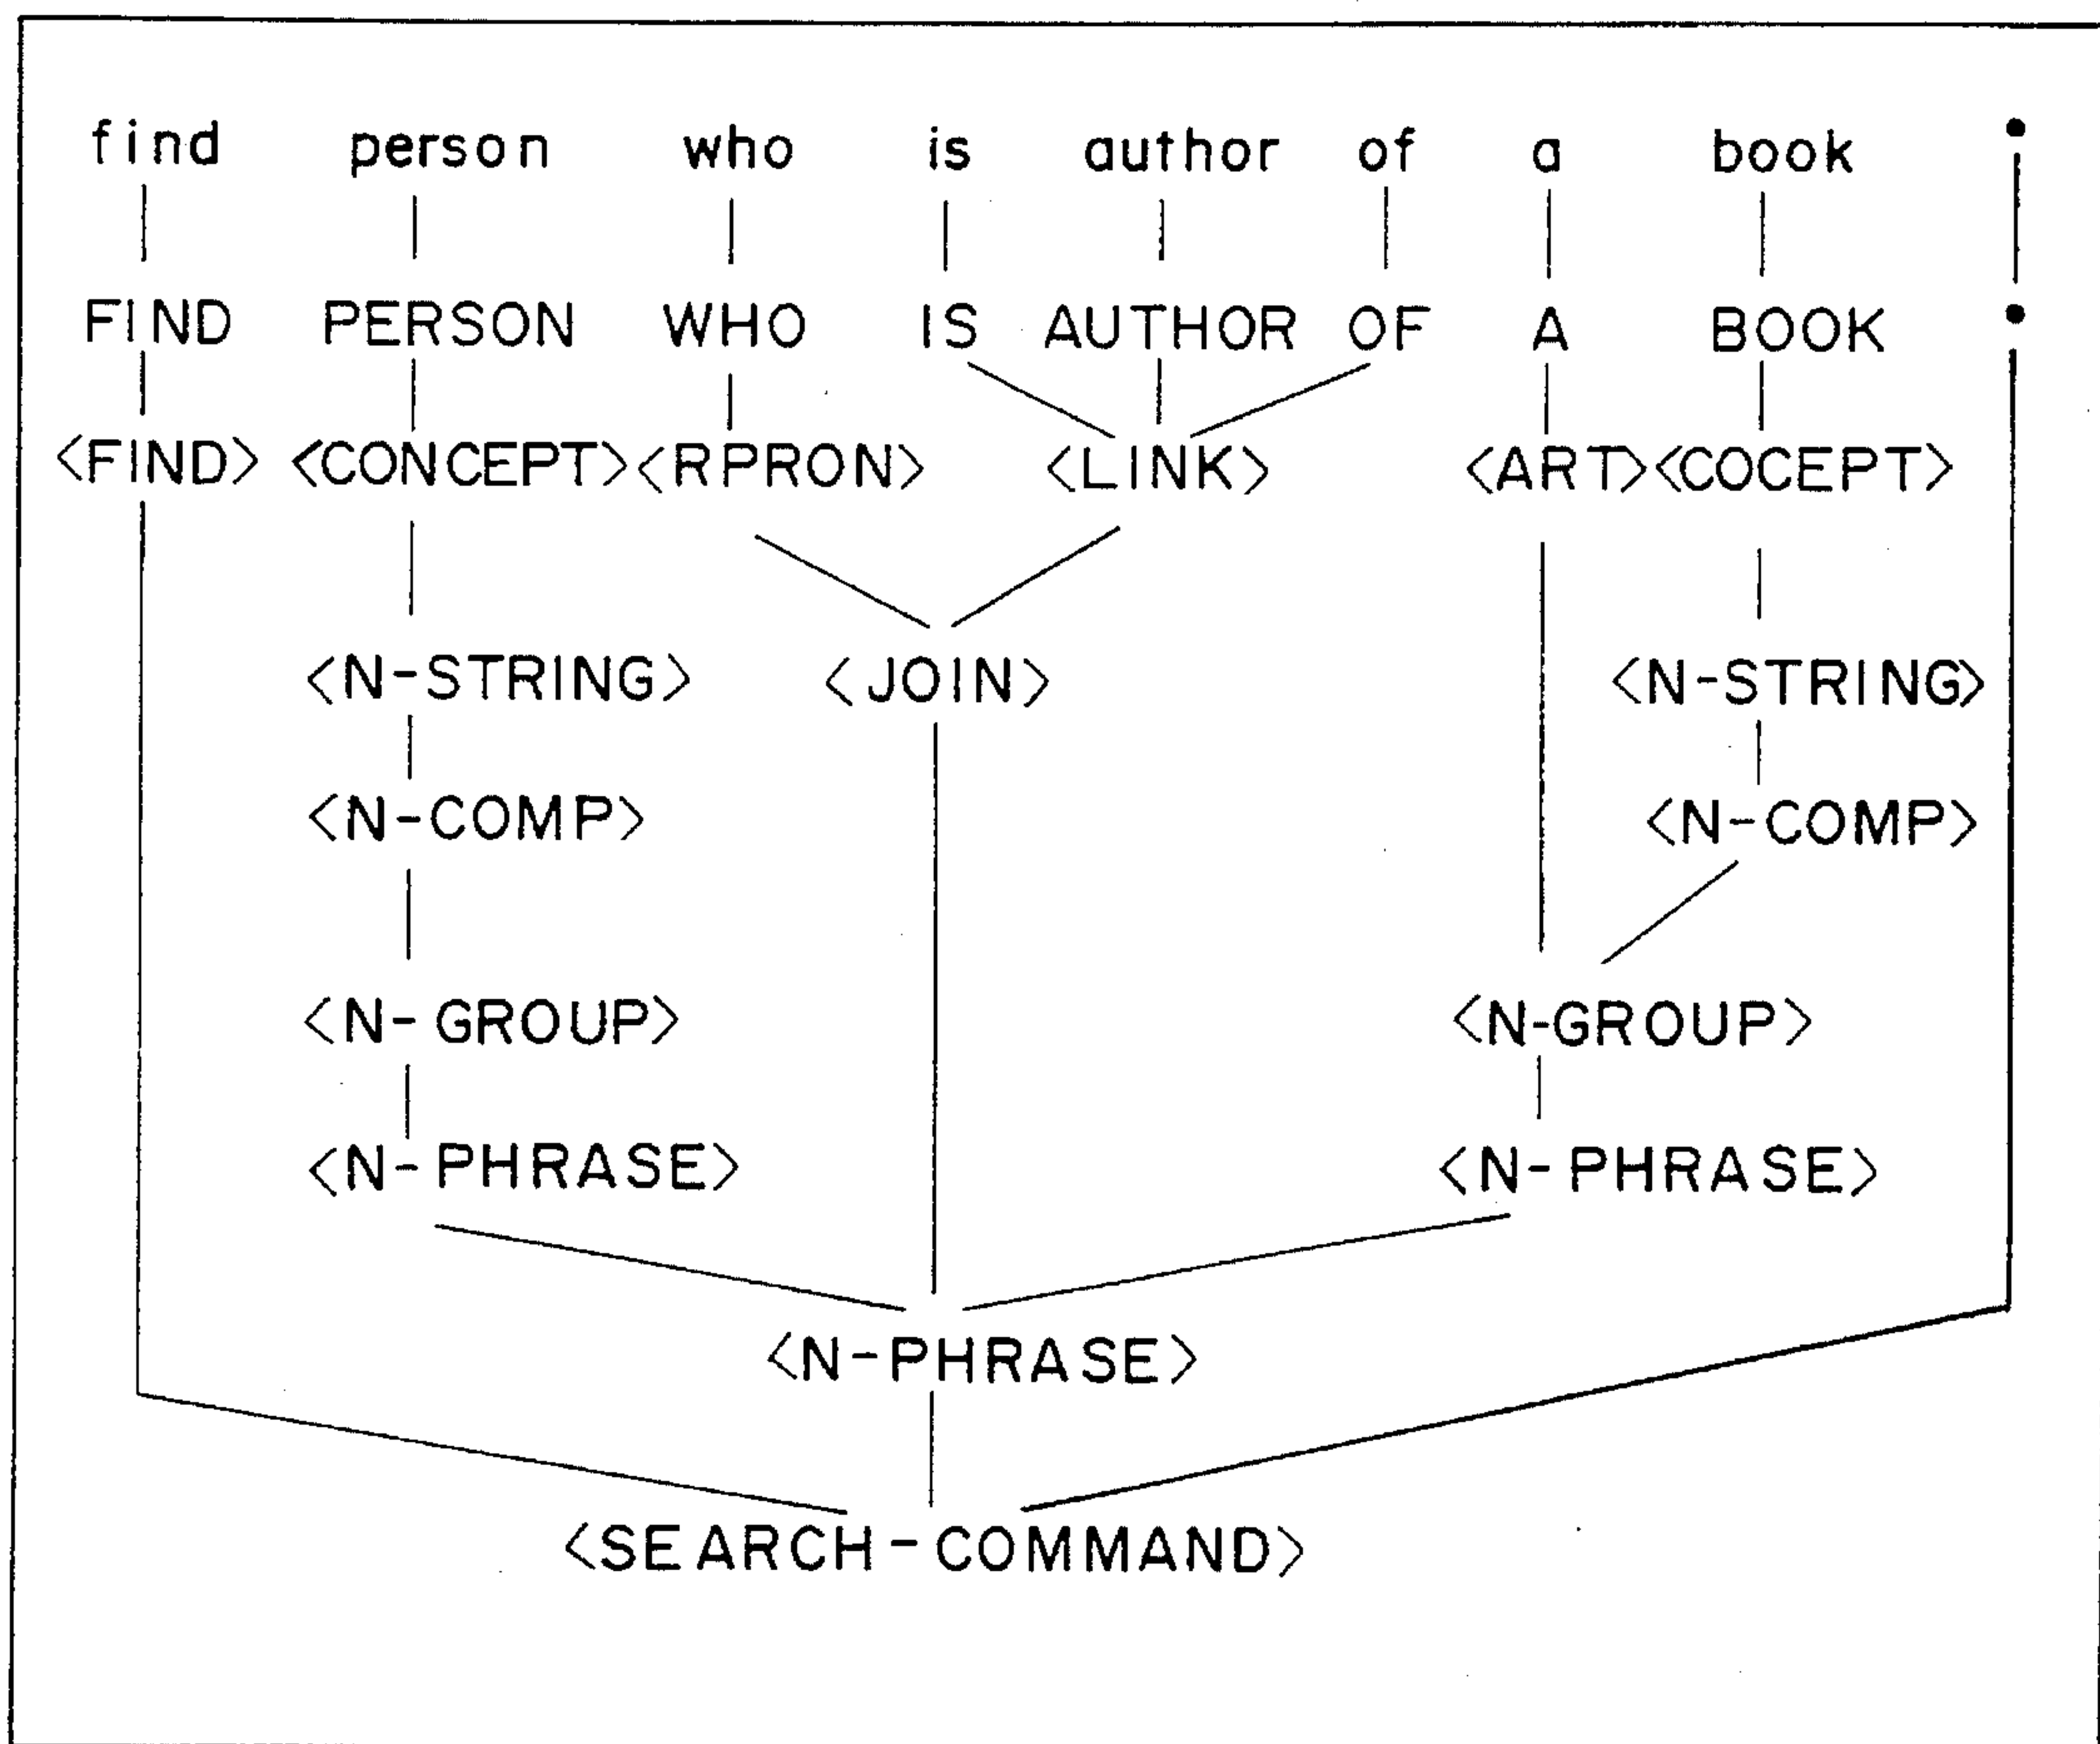 find person who is author of a book .
FIND PERSON WHO IS AUTHOR OF A BOOK .
<FIND> <CONCEPT> <RPRON> <LINK> <ART> <COCEPT>
<N-STRING> <JOIN> <N-STRING>
<N-COMP> <N-COMP>
<N-GROUP> <N-GROUP>
<N-PHRASE> <N-PHRASE>
<N-PHRASE>
<SEARCH-COMMAND>